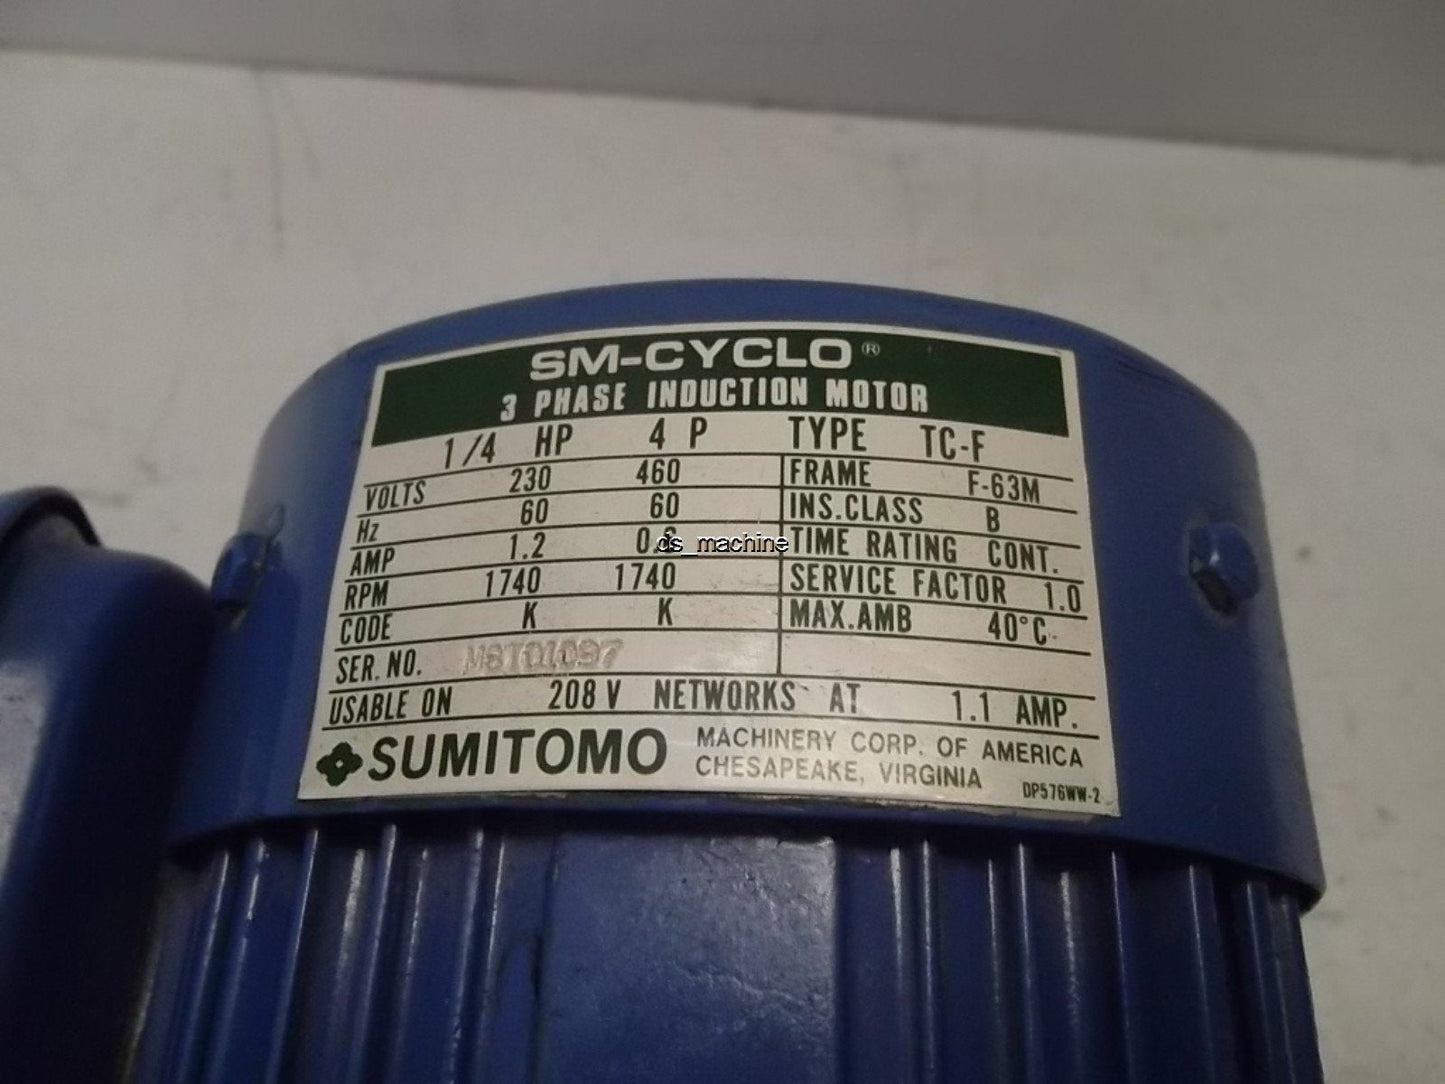 SM-CYCLO®
3 PHASE INDUCTION MOTOR
1/4 HP 4 P TYPE TC-F
VOLTS 230 460 FRAME F-63M
Hz 60 60 INS.CLASS B
AMP 1.2 ds_machine TIME RATING CONT.
RPM 1740 1740 SERVICE FACTOR 1.0
CODE K K MAX.AMB 40°C
SER. NO.
USABLE ON 208 V NETWORKS AT 1.1 AMP.
SUMITOMO MACHINERY CORP. OF AMERICA
CHESAPEAKE, VIRGINIA
DP576WW-2